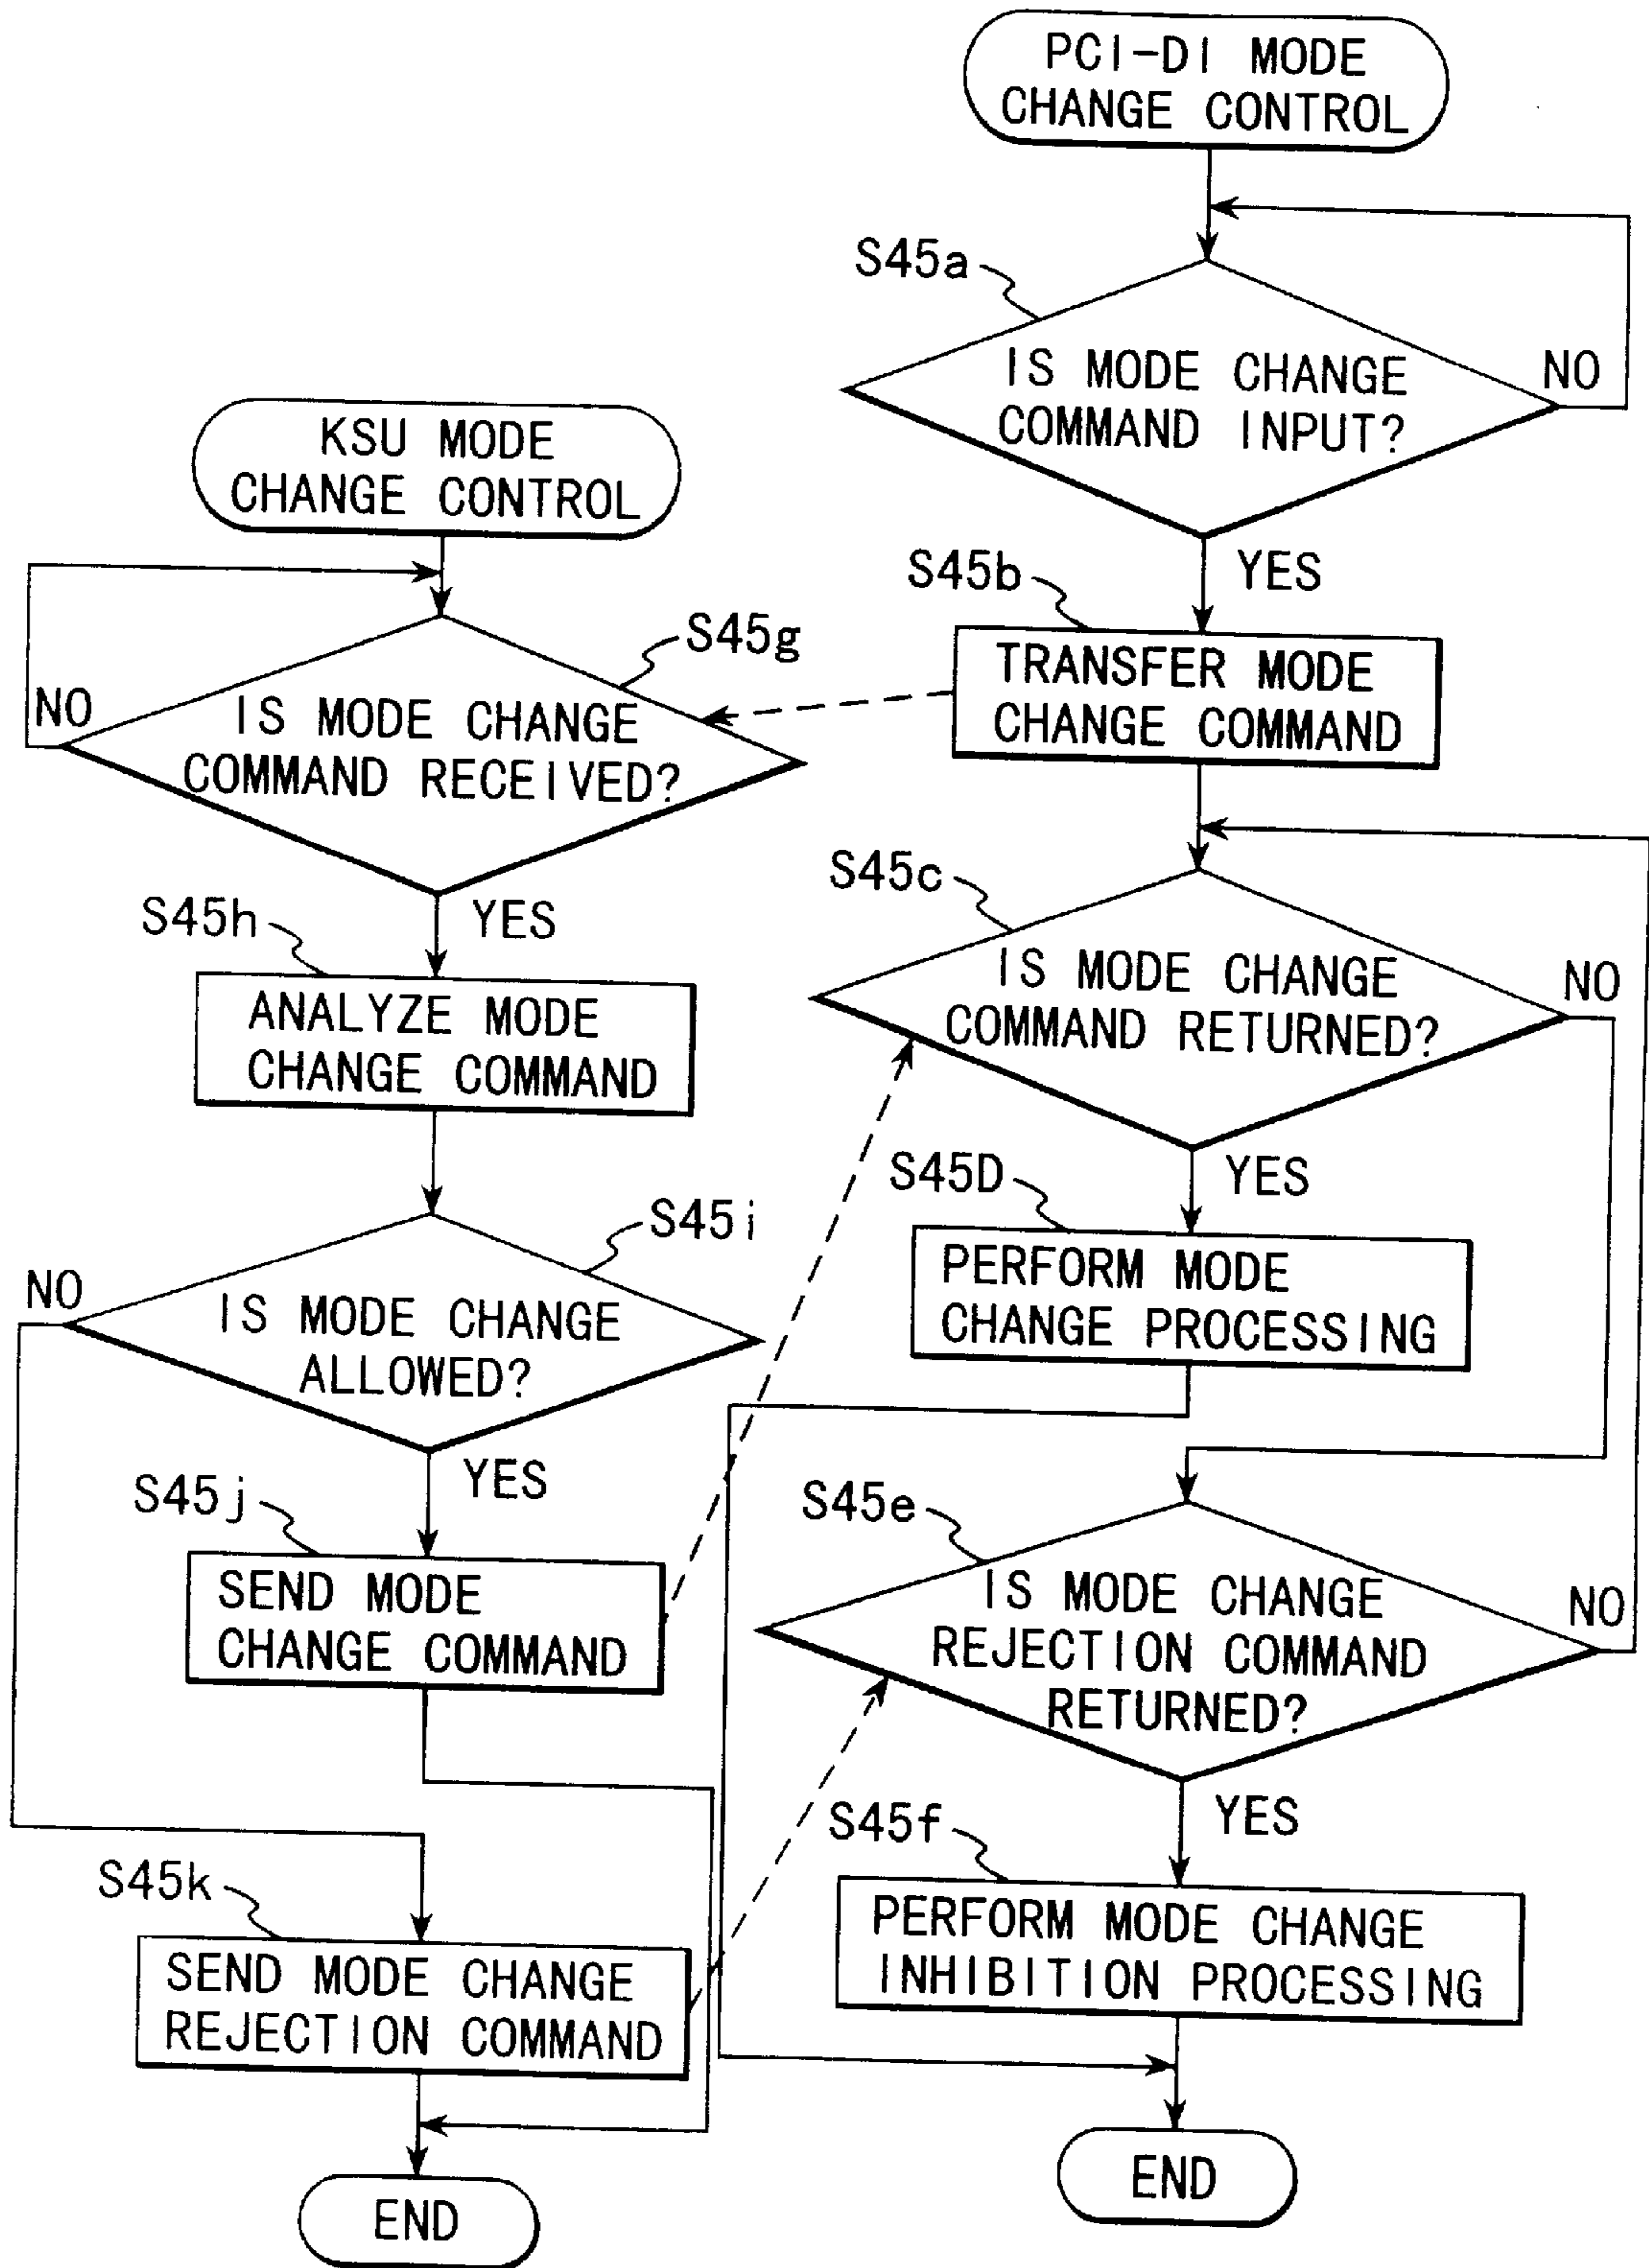 PCI-DI MODE
CHANGE CONTROL
S45a
IS MODE CHANGE
COMMAND INPUT?
NO
YES
S45b
TRANSFER MODE
CHANGE COMMAND
S45c
IS MODE CHANGE
COMMAND RETURNED?
NO
YES
S45D
PERFORM MODE
CHANGE PROCESSING
S45e
IS MODE CHANGE
REJECTION COMMAND
RETURNED?
NO
YES
S45f
PERFORM MODE CHANGE
INHIBITION PROCESSING
END
KSU MODE
CHANGE CONTROL
S45g
IS MODE CHANGE
COMMAND RECEIVED?
NO
YES
S45h
ANALYZE MODE
CHANGE COMMAND
S45i
IS MODE CHANGE
ALLOWED?
NO
YES
S45j
SEND MODE
CHANGE COMMAND
S45k
SEND MODE CHANGE
REJECTION COMMAND
END